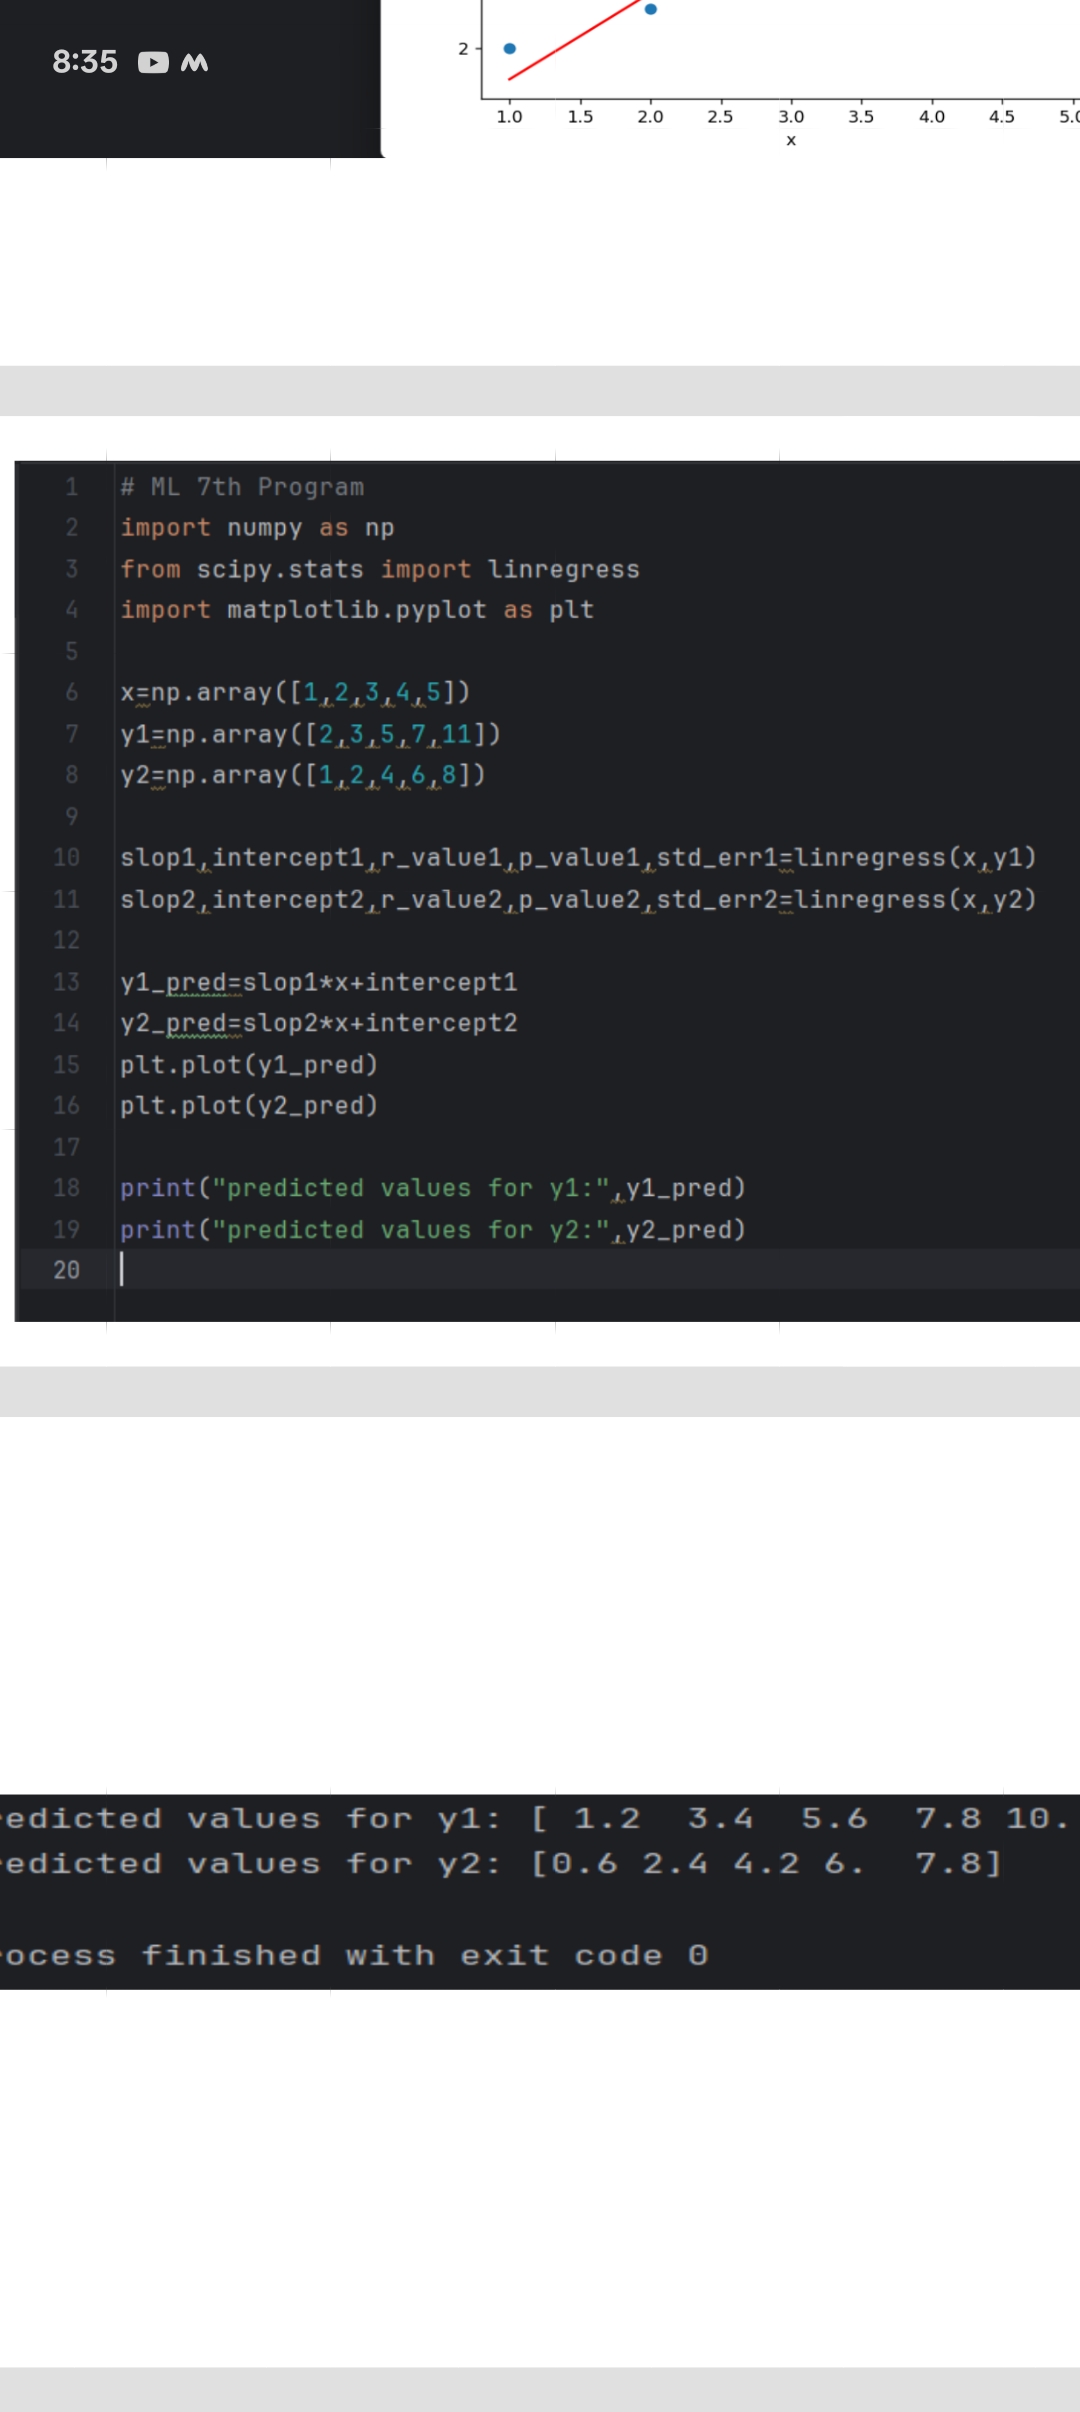 8:35
2
1.0 1.5 2.0 2.5 3.0 3.5 4.0 4.5 5.0
x
1 # ML 7th Program
2 import numpy as np
3 from scipy.stats import linregress
4 import matplotlib.pyplot as plt
5
6 x=np.array([1,2,3,4,5])
7 y1=np.array([2,3,5,7,11])
8 y2=np.array([1,2,4,6,8])
9
10 slop1,intercept1,r_value1,p_value1,std_err1=linregress(x,y1)
11 slop2,intercept2,r_value2,p_value2,std_err2=linregress(x,y2)
12
13 y1_pred=slop1*x+intercept1
14 y2_pred=slop2*x+intercept2
15 plt.plot(y1_pred)
16 plt.plot(y2_pred)
17
18 print("predicted values for y1:",y1_pred)
19 print("predicted values for y2:",y2_pred)
20
redicted values for y1: [ 1.2  3.4  5.6  7.8 10.
redicted values for y2: [0.6 2.4 4.2 6.  7.8]
rocess finished with exit code 0